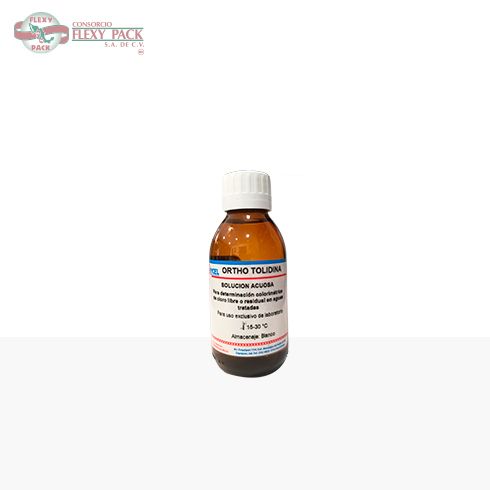 FLEXY
PACK
CONSORCIO
FLEXY PACK
S.A. DE C.V.
ORTHO TOLIDINA
SOLUCION ACUOSA
Para determinación colorimétrica
de cloro libre o residual en aguas
tratadas
Para uso exclusivo de laboratorio
15-30 °C
Almacenaje: Blanco